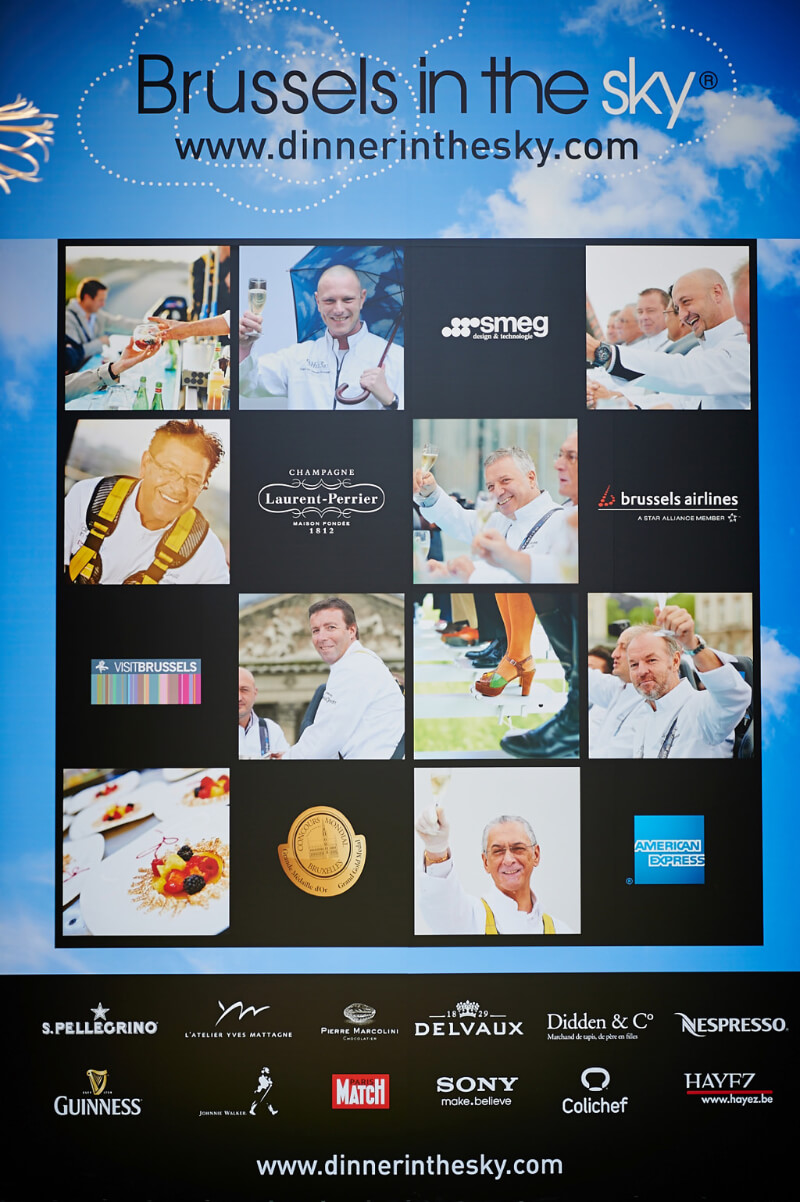 Brussels in the sky®
www.dinnerinthesky.com
smeg
design & technologie
CHAMPAGNE
Laurent-Perrier
MAISON FONDÉE
1812
brussels airlines
A STAR ALLIANCE MEMBER
VISITBRUSSELS
CONCOURS MONDIAL
BRUXELLES
Grande Médaille d'Or Grand Gold Medal
AMERICAN
EXPRESS
®
S.PELLEGRINO
L'ATELIER YVES MATTAGNE
PIERRE MARCOLINI
CHOCOLATIER
1829
DELVAUX
Didden & Co
Marchand de tapis, de père en filles
NESPRESSO.
GUINNESS
JOHNNIE WALKER
PARIS
MATCH
SONY
make.believe
Colichef
HAYEZ
www.hayez.be
www.dinnerinthesky.com